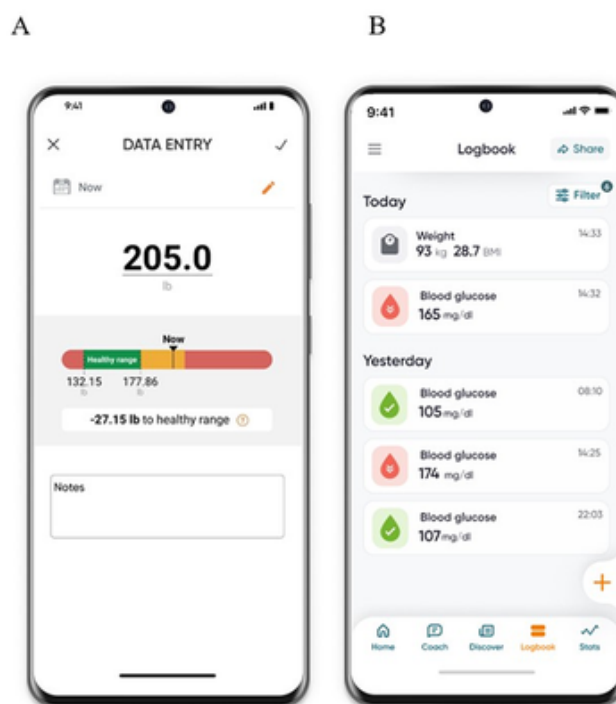 A
9:41
DATA ENTRY
Now
205.0
lb
Now
Healthy range
132.15
177.86
lb
lb
-27.15 lb to healthy range
Notes
B
9:41
Logbook
Share
Today
Filter
Weight
14:33
93 kg 28.7 BMI
Blood glucose
14:32
165 mg/dl
Yesterday
Blood glucose
08:10
105 mg/dl
Blood glucose
14:25
174 mg/dl
Blood glucose
22:03
107 mg/dl
+
Home
Coach
Discover
Logbook
Stats